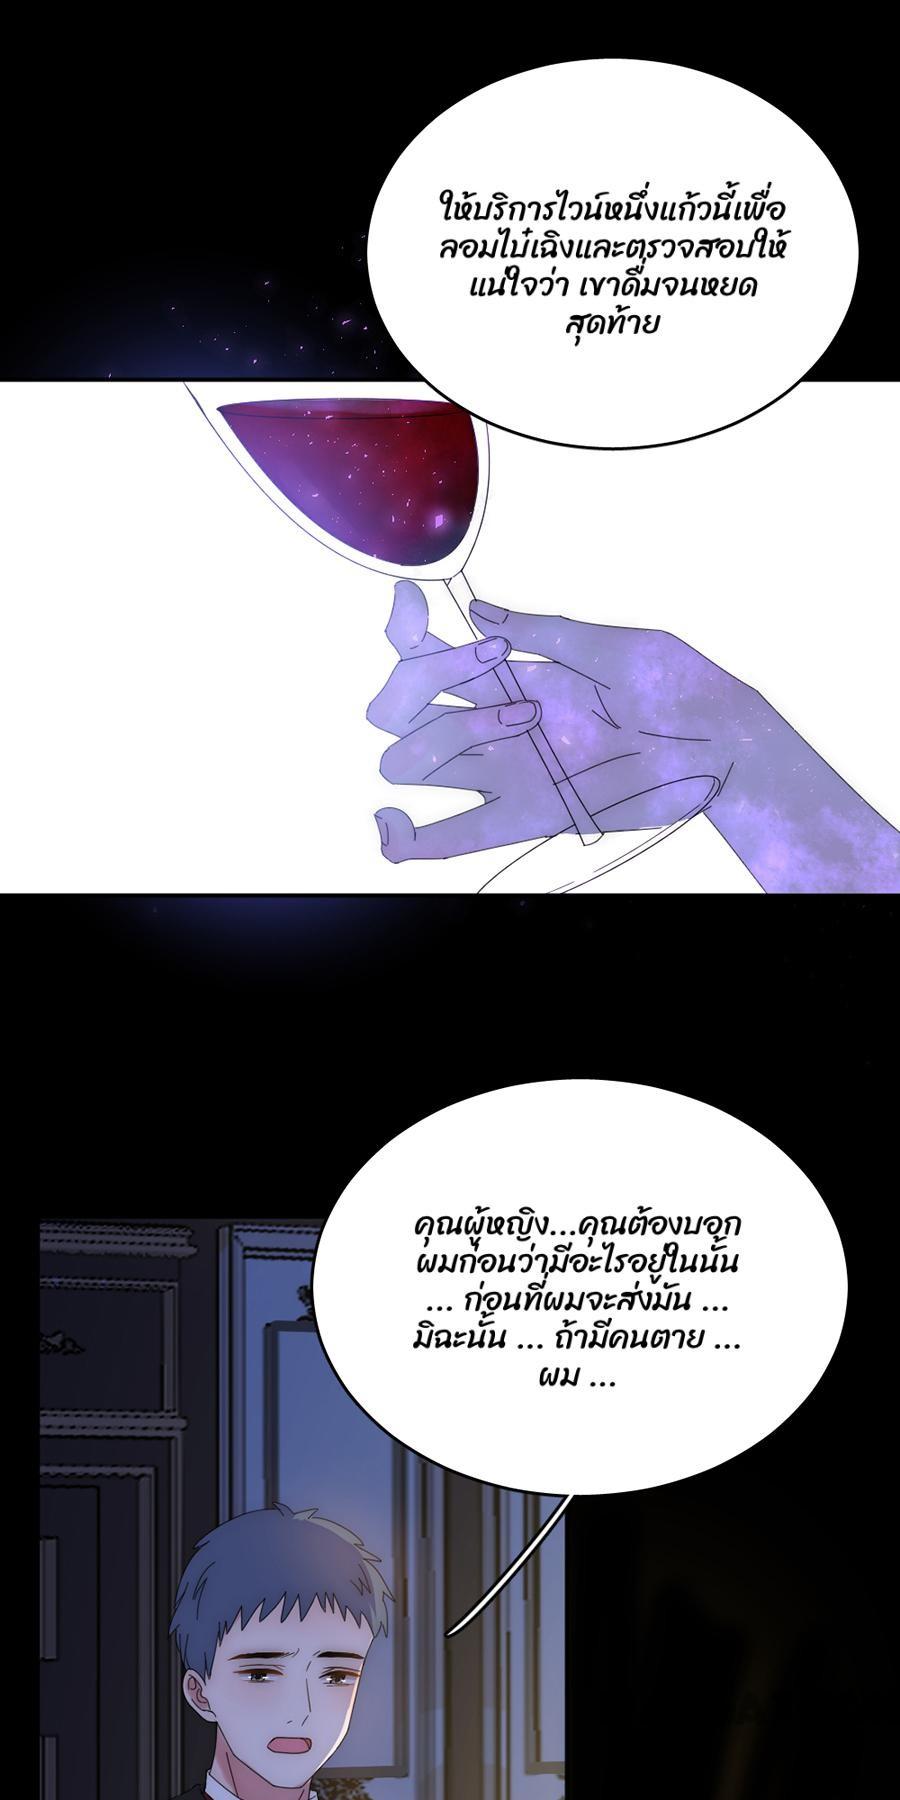 ให้บริการไวน์หนึ่งแก้วนี้เพื่อ
ลอมไป๋เฉิงและตรวจสอบให้
แน่ใจว่า เขาดื่มจนหยด
สุดท้าย
คุณผู้หญิง...คุณต้องบอก
ผมก่อนว่ามีอะไรอยู่ในนั้น
... ก่อนที่ผมจะส่งมัน ...
มิฉะนั้น ... ถ้ามีคนตาย ...
ผม ...